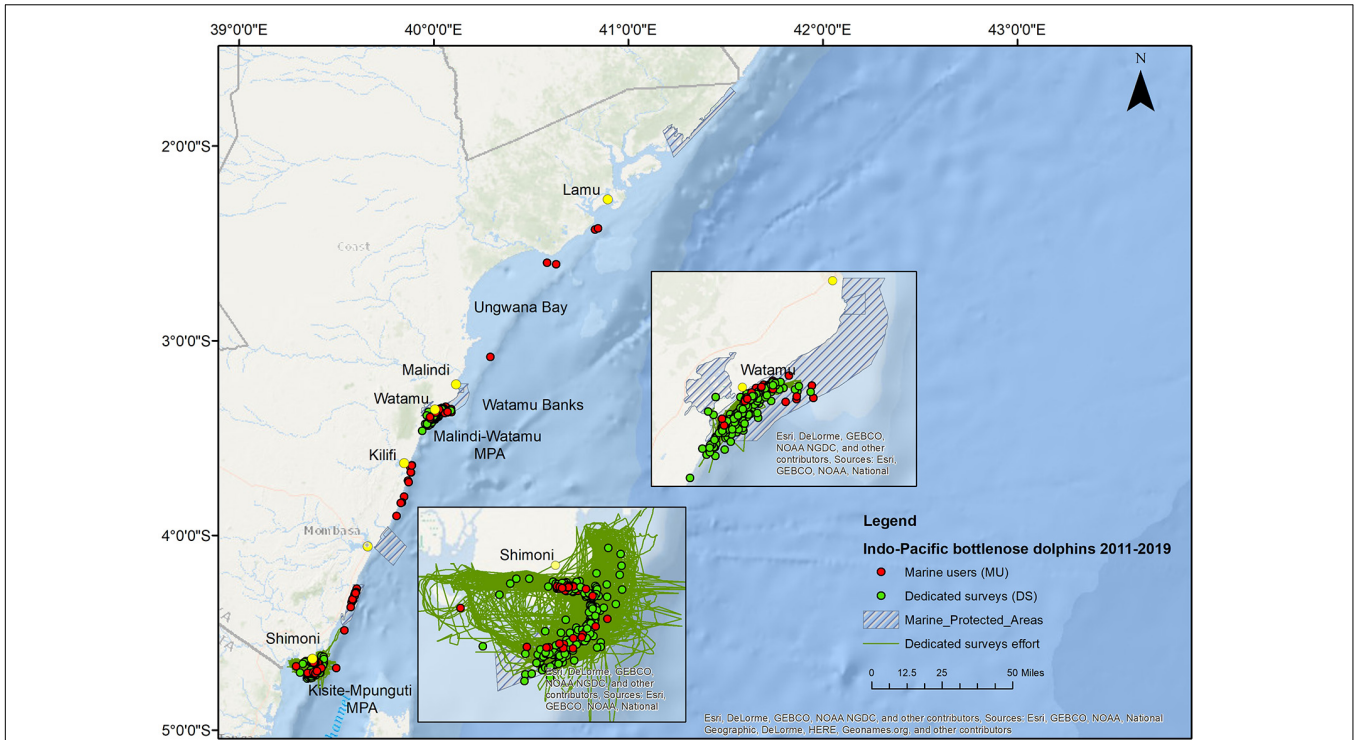 39°0'0"E 40°0'0"E 41°0'0"E 42°0'0"E 43°0'0"E
N
2°0'0"S
Lamu
Coast
Ungwana Bay
3°0'0"S
Malindi
Watamu
Watamu Banks
Malindi-Watamu
MPA
Kilifi
Watamu
Esri, DeLorme, GEBCO,
NOAA NGDC, and other
contributors, Sources: Esri,
GEBCO, NOAA, National
4°0'0"S
Mombasa
Shimoni
Shimoni
Esri, DeLorme, GEBCO,
NOAA NGDC, and other
contributors, Sources: Esri,
GEBCO, NOAA, National
Kisite-Mpunguti
MPA
5°0'0"S
Legend
Indo-Pacific bottlenose dolphins 2011-2019
Marine users (MU)
Dedicated surveys (DS)
Marine_Protected_Areas
Dedicated surveys effort
0 12.5 25 50 Miles
Esri, DeLorme, GEBCO, NOAA NGDC, and other contributors, Sources: Esri, GEBCO, NOAA, National
Geographic, DeLorme, HERE, Geonames.org, and other contributors